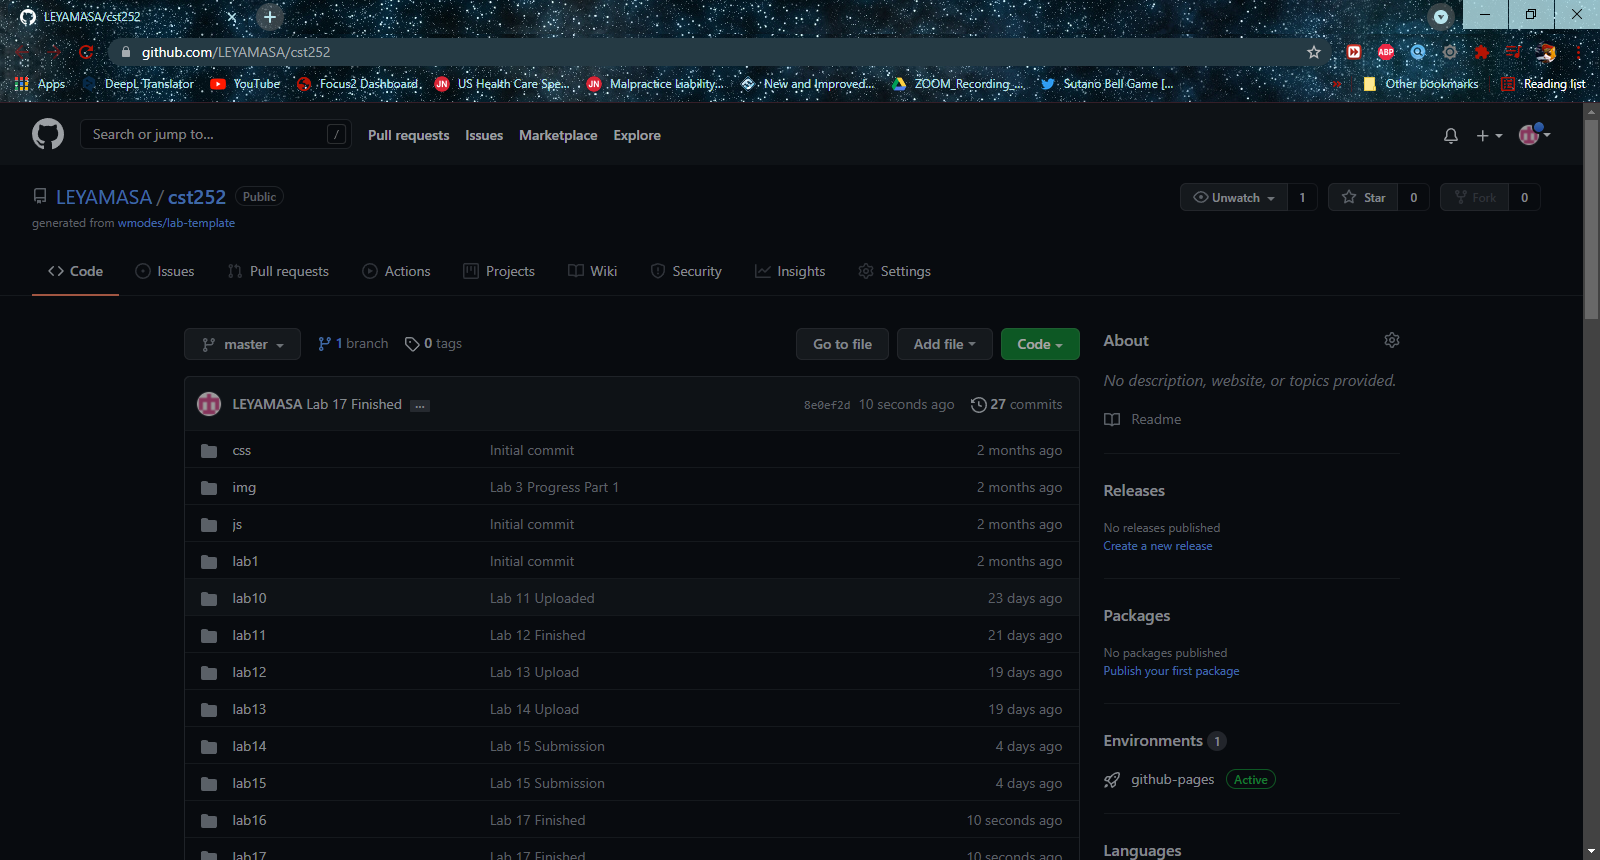 LEYAMASA/cst252
github.com/LEYAMASA/cst252
ABP
Apps DeepL Translator YouTube Focus2 Dashboard JN US Health Care Spe... JN Malpractice Liability... New and Improved... ZOOM_Recording_... Sutano Bell Game [... Other bookmarks Reading list
Search or jump to... / Pull requests Issues Marketplace Explore
LEYAMASA / cst252 Public Unwatch 1 Star 0 Fork 0
generated from wmodes/lab-template
Code Issues Pull requests Actions Projects Wiki Security Insights Settings
master 1 branch 0 tags Go to file Add file Code
LEYAMASA Lab 17 Finished ... 8e0ef2d 10 seconds ago 27 commits
css Initial commit 2 months ago
img Lab 3 Progress Part 1 2 months ago
js Initial commit 2 months ago
lab1 Initial commit 2 months ago
lab10 Lab 11 Uploaded 23 days ago
lab11 Lab 12 Finished 21 days ago
lab12 Lab 13 Upload 19 days ago
lab13 Lab 14 Upload 19 days ago
lab14 Lab 15 Submission 4 days ago
lab15 Lab 15 Submission 4 days ago
lab16 Lab 17 Finished 10 seconds ago
lab17 Lab 17 Finished 10 seconds ago
About
No description, website, or topics provided.
Readme
Releases
No releases published
Create a new release
Packages
No packages published
Publish your first package
Environments 1
github-pages Active
Languages